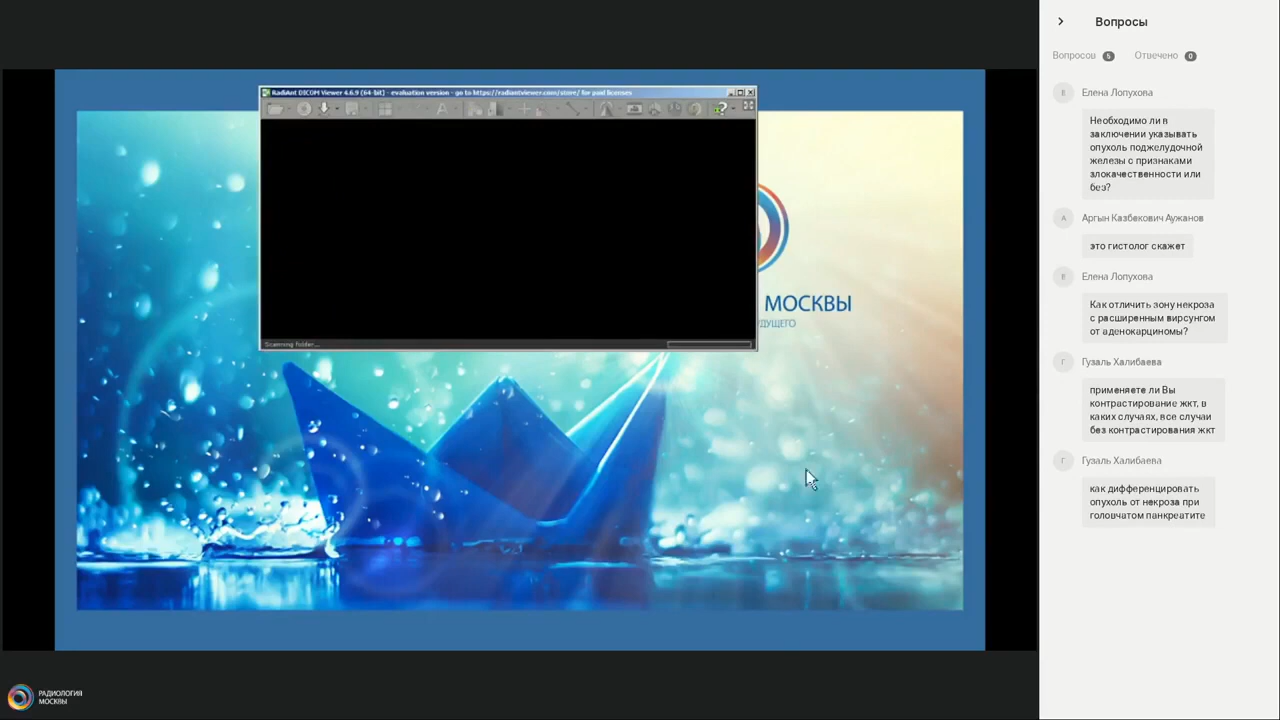 RadiAnt DICOM Viewer 4.6.9 (64-bit) - evaluation version - go to https://radiantviewer.com/store/ for paid licenses
МОСКВЫ
УДУЩЕГО
Scanning folder...
РАДИОЛОГИЯ
МОСКВЫ
Вопросы
Вопросов 5 Отвечено 0
Е Елена Лопухова
Необходимо ли в
заключении указывать
опухоль поджелудочной
железы с признаками
злокачественности или
без?
А Аргын Казбекович Аужанов
это гистолог скажет
Е Елена Лопухова
Как отличить зону некроза
с расширенным вирсунгом
от аденокарциномы?
Г Гузаль Халибаева
применяете ли Вы
контрастирование жкт, в
каких случаях, все случаи
без контрастирования жкт
Г Гузаль Халибаева
как дифференцировать
опухоль от некроза при
головчатом панкреатите